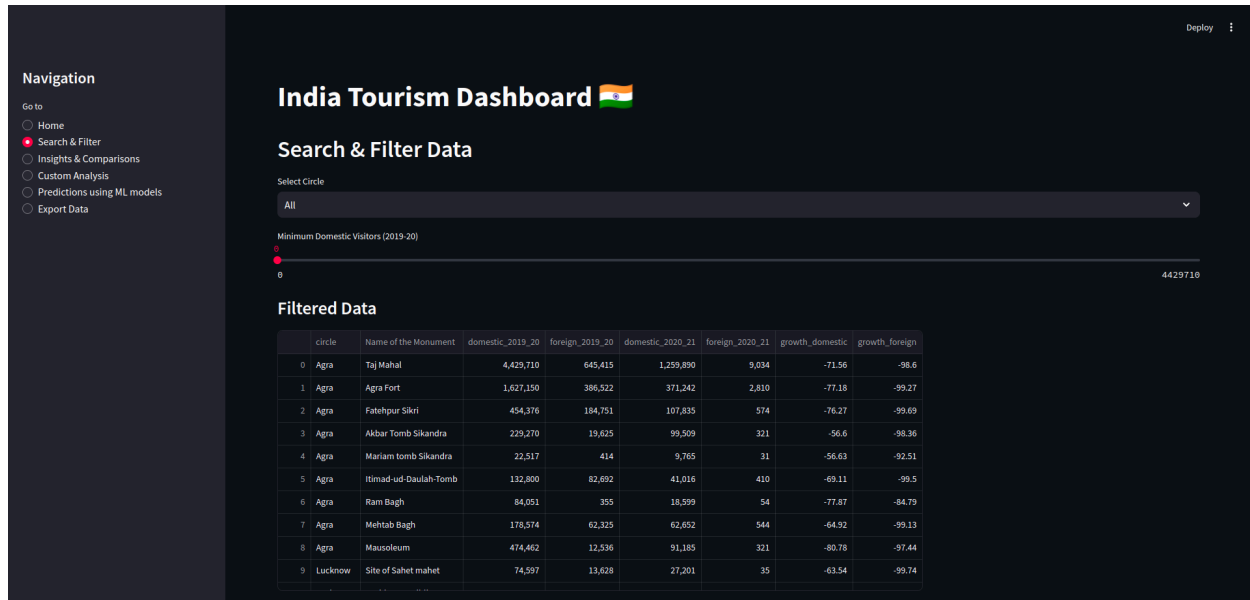 Deploy
Navigation
Go to
Home
Search & Filter
Insights & Comparisons
Custom Analysis
Predictions using ML models
Export Data
India Tourism Dashboard 🇮🇳
Search & Filter Data
Select Circle
All
Minimum Domestic Visitors (2019-20)
0
0 4429710
Filtered Data
circle Name of the Monument domestic_2019_20 foreign_2019_20 domestic_2020_21 foreign_2020_21 growth_domestic growth_foreign
0 Agra Taj Mahal 4,429,710 645,415 1,259,890 9,034 -71.56 -98.6
1 Agra Agra Fort 1,627,150 386,522 371,242 2,810 -77.18 -99.27
2 Agra Fatehpur Sikri 454,376 184,751 107,835 574 -76.27 -99.69
3 Agra Akbar Tomb Sikandra 229,270 19,625 99,509 321 -56.6 -98.36
4 Agra Mariam tomb Sikandra 22,517 414 9,765 31 -56.63 -92.51
5 Agra Itimad-ud-Daulah-Tomb 132,800 82,692 41,016 410 -69.11 -99.5
6 Agra Ram Bagh 84,051 355 18,599 54 -77.87 -84.79
7 Agra Mehtab Bagh 178,574 62,325 62,652 544 -64.92 -99.13
8 Agra Mausoleum 474,462 12,536 91,185 321 -80.78 -97.44
9 Lucknow Site of Sahet mahet 74,597 13,628 27,201 35 -63.54 -99.74